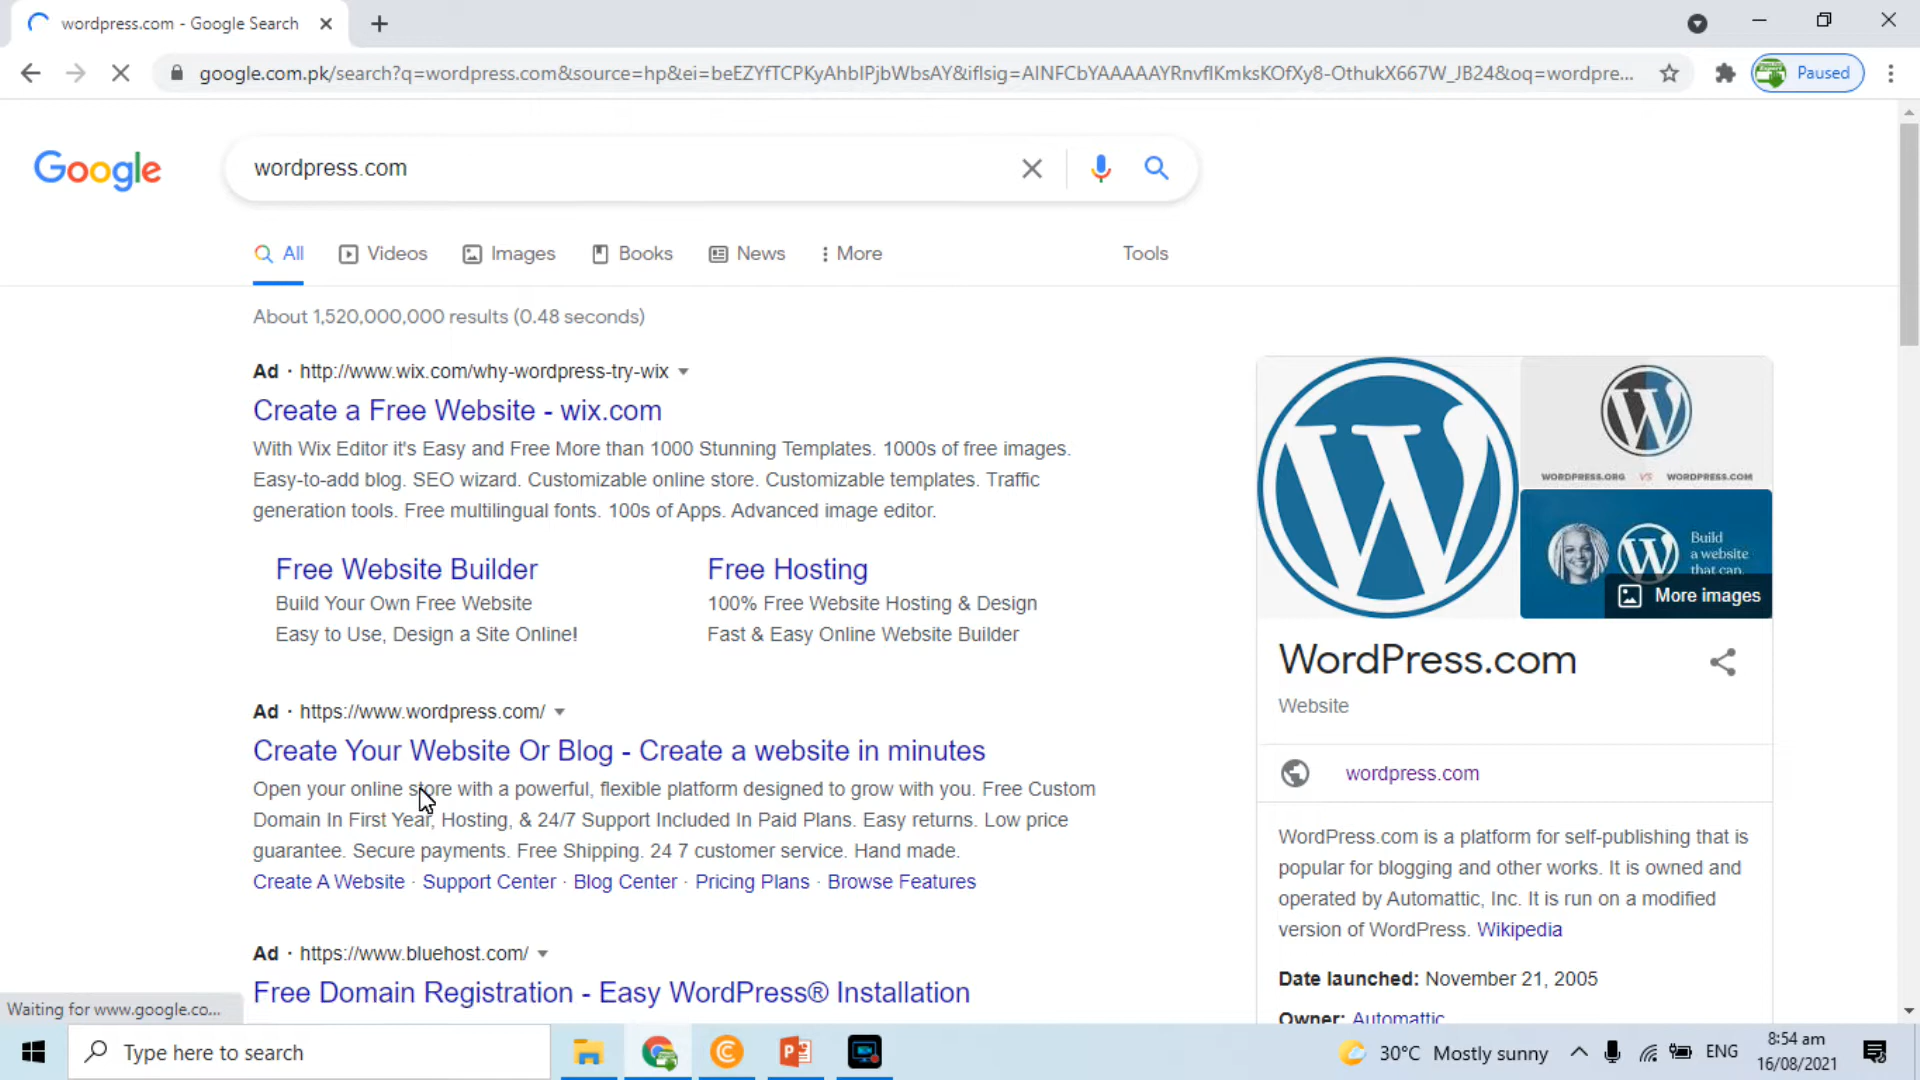 wordpress.com - Google Search
google.com.pk/search?q=wordpress.com&source=hp&ei=beEZYfTCPKyAhbIPjbWbsAY&iflsig=AINFCbYAAAAAYRnvfIKmksKOfXy8-OthukX667W_JB24&oq=wordpre...
Paused
Google
wordpress.com
All Videos Images Books News More Tools
About 1,520,000,000 results (0.48 seconds)
Ad · http://www.wix.com/why-wordpress-try-wix
Create a Free Website - wix.com
With Wix Editor it's Easy and Free More than 1000 Stunning Templates. 1000s of free images.
Easy-to-add blog. SEO wizard. Customizable online store. Customizable templates. Traffic
generation tools. Free multilingual fonts. 100s of Apps. Advanced image editor.
Free Website Builder
Build Your Own Free Website
Easy to Use, Design a Site Online!
Free Hosting
100% Free Website Hosting & Design
Fast & Easy Online Website Builder
Ad · https://www.wordpress.com/
Create Your Website Or Blog - Create a website in minutes
Open your online store with a powerful, flexible platform designed to grow with you. Free Custom
Domain In First Year, Hosting, & 24/7 Support Included In Paid Plans. Easy returns. Low price
guarantee. Secure payments. Free Shipping. 24 7 customer service. Hand made.
Create A Website · Support Center · Blog Center · Pricing Plans · Browse Features
Ad · https://www.bluehost.com/
Free Domain Registration - Easy WordPress® Installation
WORDPRESS.ORG VS WORDPRESS.COM
Build
a website
that can.
More images
WordPress.com
Website
wordpress.com
WordPress.com is a platform for self-publishing that is
popular for blogging and other works. It is owned and
operated by Automattic, Inc. It is run on a modified
version of WordPress. Wikipedia
Date launched: November 21, 2005
Owner: Automattic
Waiting for www.google.co...
Type here to search
30°C Mostly sunny
ENG
8:54 am
16/08/2021